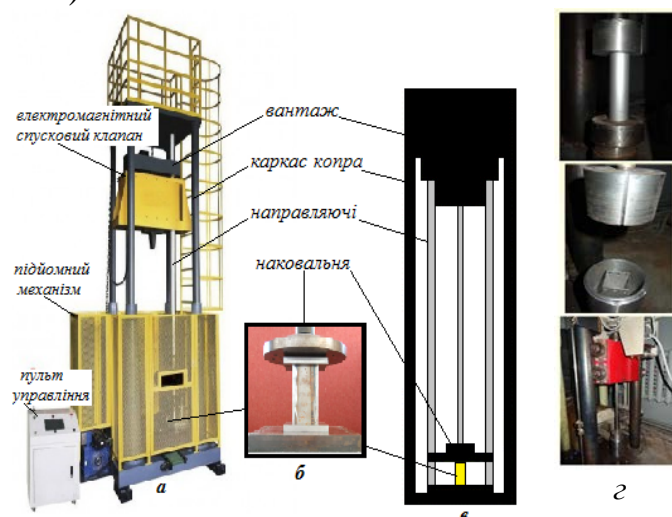 електромагнітний
спусковий клапан
вантаж
каркас копра
направляючі
наковальня
підйомний
механізм
пульт
управління
а
б
в
г